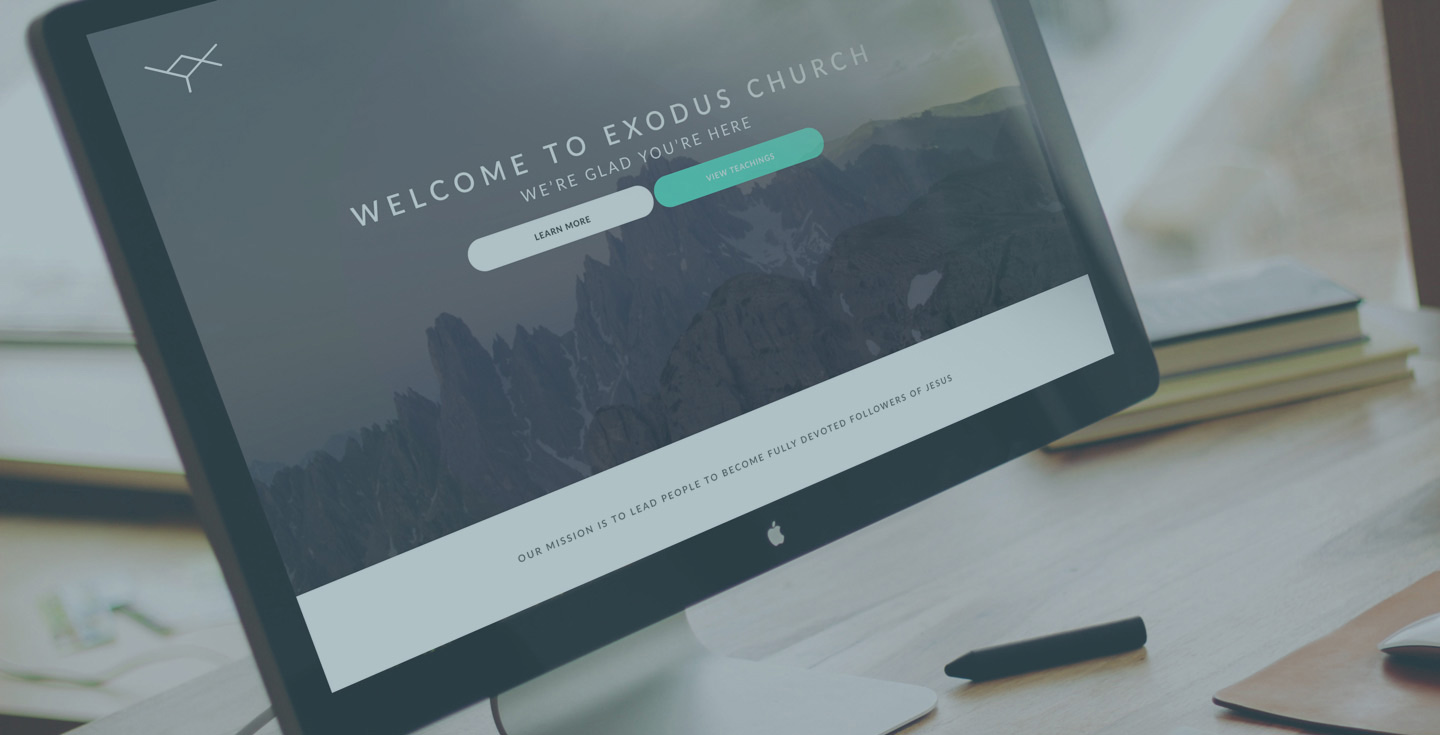 WELCOME TO EXODUS CHURCH
WE'RE GLAD YOU'RE HERE
LEARN MORE
VIEW TEACHINGS
OUR MISSION IS TO LEAD PEOPLE TO BECOME FULLY DEVOTED FOLLOWERS OF JESUS